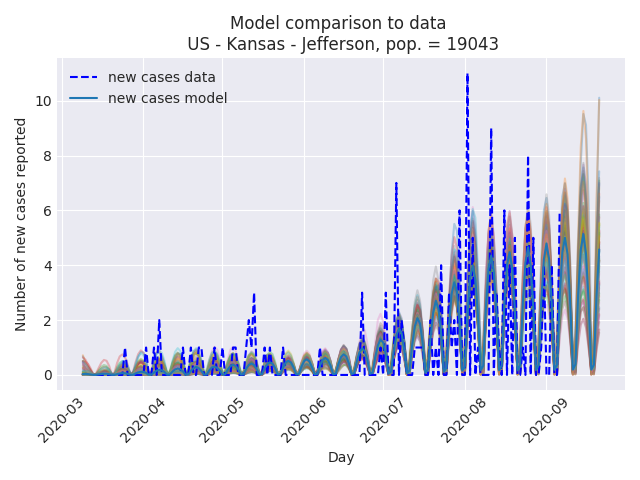 Model comparison to data
US - Kansas - Jefferson, pop. = 19043
new cases data
new cases model
Number of new cases reported
10
8
6
4
2
0
2020-03
2020-04
2020-05
2020-06
2020-07
2020-08
2020-09
Day